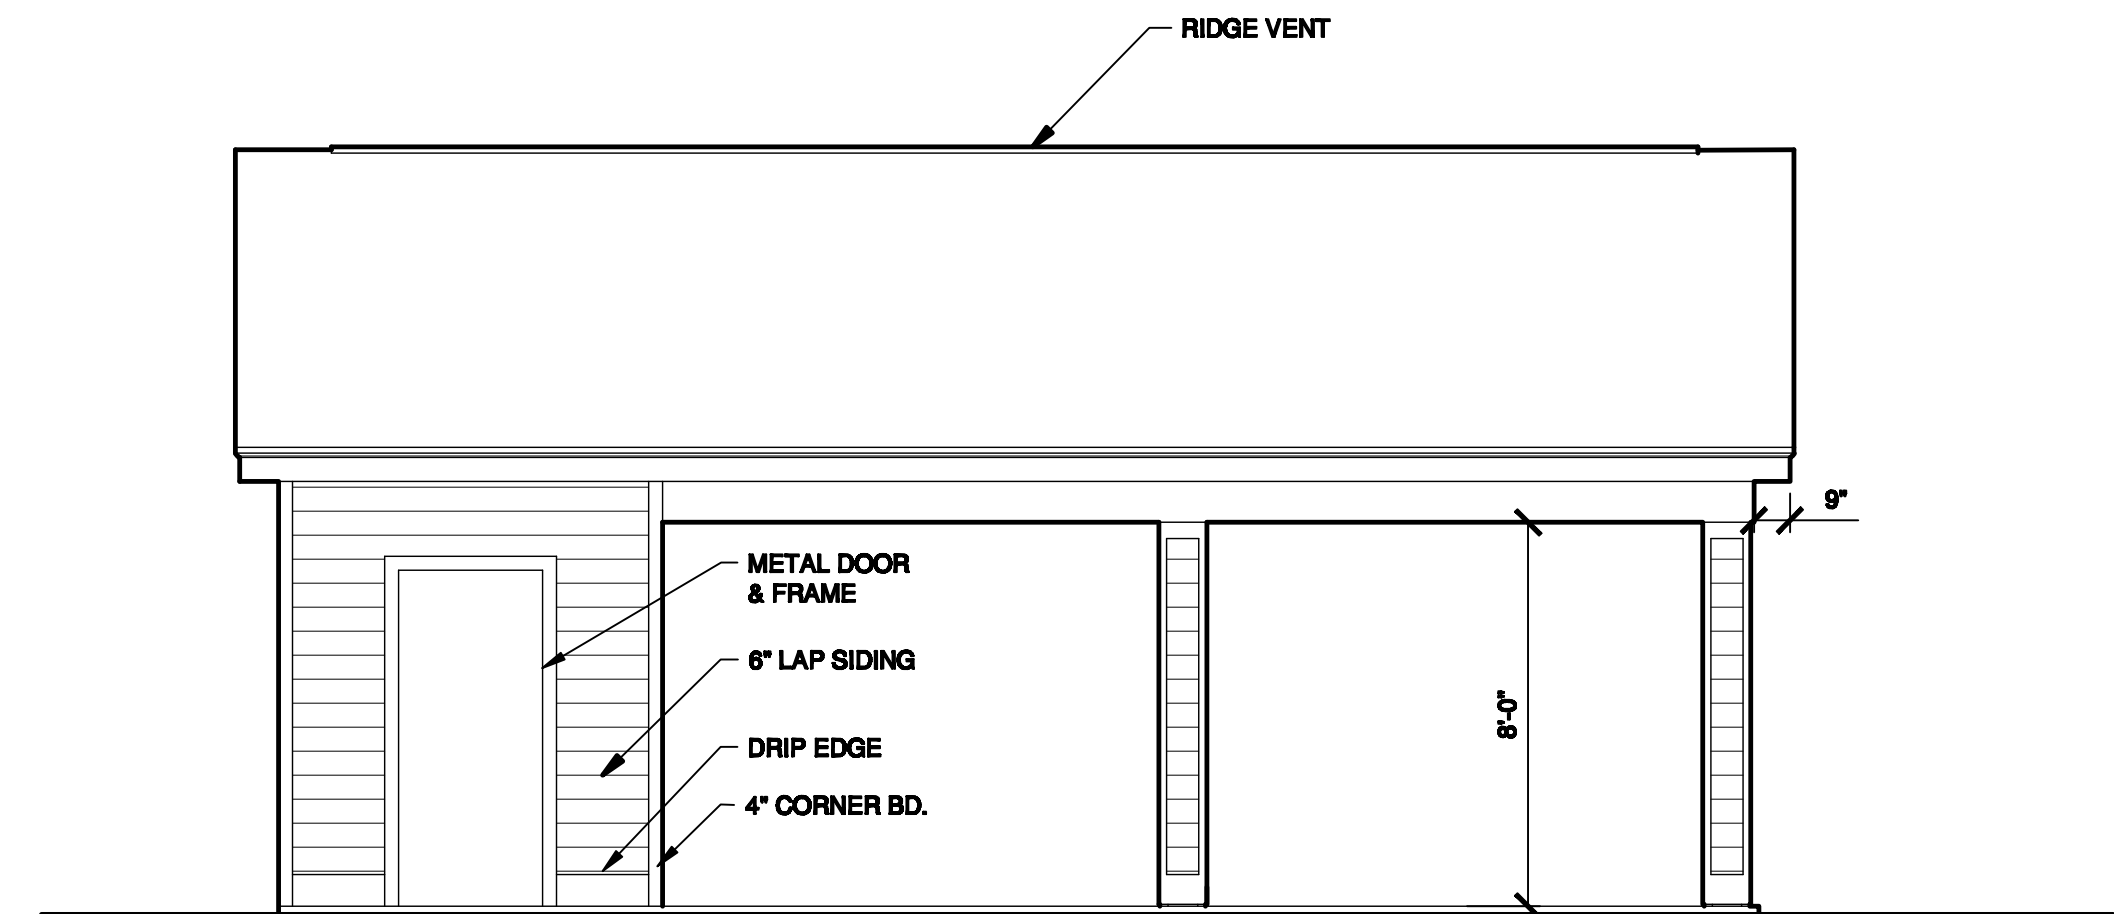 RIDGE VENT
9"
METAL DOOR
& FRAME
6" LAP SIDING
8'-0"
DRIP EDGE
4" CORNER BD.